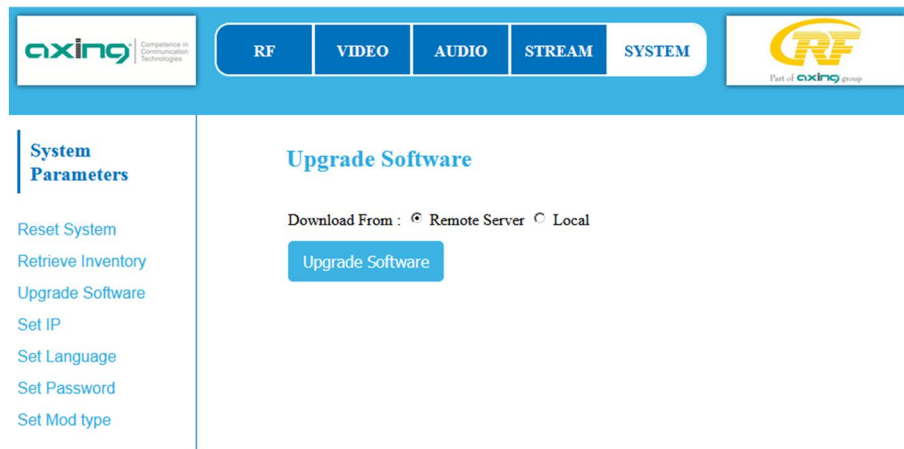 axing Competence in
Communication
Technologies
RF VIDEO AUDIO STREAM SYSTEM
RF
Part of axing group
System
Parameters
Reset System
Retrieve Inventory
Upgrade Software
Set IP
Set Language
Set Password
Set Mod type
Upgrade Software
Download From : Remote Server Local
Upgrade Software